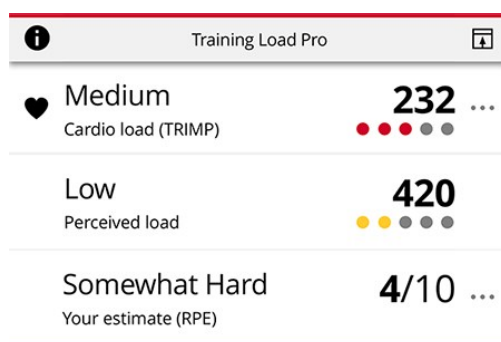 Training Load Pro
Medium 232
Cardio load (TRIMP)
Low 420
Perceived load
Somewhat Hard 4/10
Your estimate (RPE)